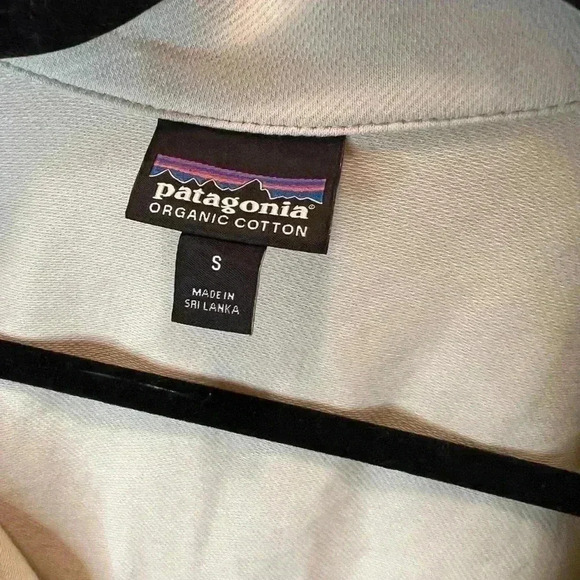 patagonia®
ORGANIC COTTON
S
MADE IN
SRI LANKA